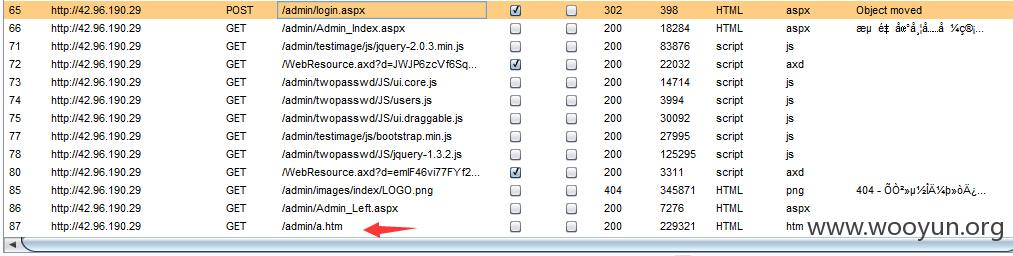 65 http://42.96.190.29 POST /admin/login.aspx 302 398 HTML aspx Object moved
66 http://42.96.190.29 GET /admin/Admin_Index.aspx 200 18284 HTML aspx
71 http://42.96.190.29 GET /admin/testimage/js/jquery-2.0.3.min.js 200 83876 script js
72 http://42.96.190.29 GET /WebResource.axd?d=JWJP6zcVf6Sq... 200 22032 script axd
73 http://42.96.190.29 GET /admin/twopasswd/JS/ui.core.js 200 14714 script js
74 http://42.96.190.29 GET /admin/twopasswd/JS/users.js 200 3994 script js
75 http://42.96.190.29 GET /admin/twopasswd/JS/ui.draggable.js 200 30092 script js
77 http://42.96.190.29 GET /admin/testimage/js/bootstrap.min.js 200 27995 script js
78 http://42.96.190.29 GET /admin/twopasswd/JS/jquery-1.3.2.js 200 125295 script js
80 http://42.96.190.29 GET /WebResource.axd?d=emlF46vi77FYf2... 200 3311 script axd
85 http://42.96.190.29 GET /admin/images/index/LOGO.png 404 345871 HTML png 404 - ÕÒ²»µ½ÎÄ¼þ»òÄ¿...
86 http://42.96.190.29 GET /admin/Admin_Left.aspx 200 7276 HTML aspx
87 http://42.96.190.29 GET /admin/a.htm 200 229321 HTML htm
www.wooyun.org